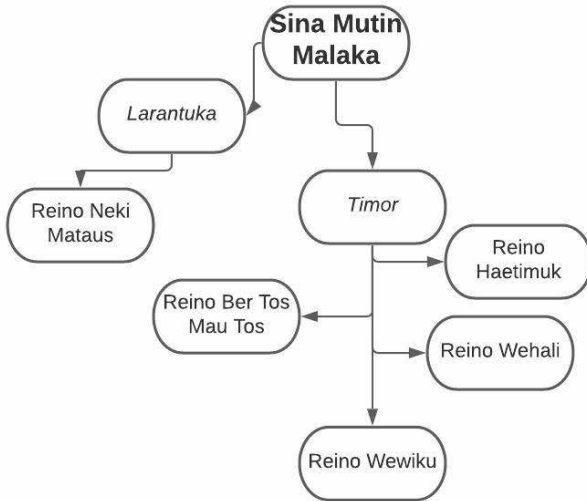 Sina Mutin
Malaka
Larantuka
Reino Neki
Mataus
Timor
Reino
Haetimuk
Reino Ber Tos
Mau Tos
Reino Wehali
Reino Wewiku